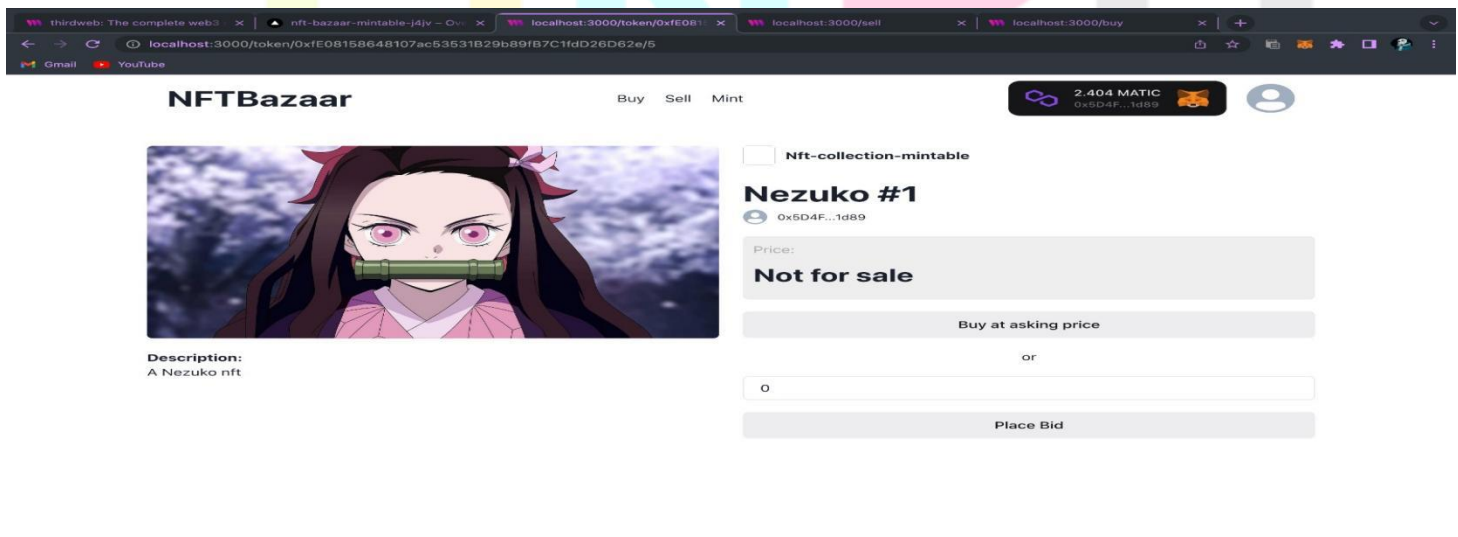 thirdweb: The complete web3
nft-bazaar-mintable-j4jv – Ov
localhost:3000/token/0xfE081
localhost:3000/sell
localhost:3000/buy
localhost:3000/token/0xfE08158648107ac53531B29b89fB7C1fdD26D62e/5
Gmail YouTube
NFTBazaar
Buy Sell Mint
2.404 MATIC
0x5D4F...1d89
Nft-collection-mintable
Nezuko #1
0x5D4F...1d89
Price:
Not for sale
Buy at asking price
or
0
Place Bid
Description:
A Nezuko nft